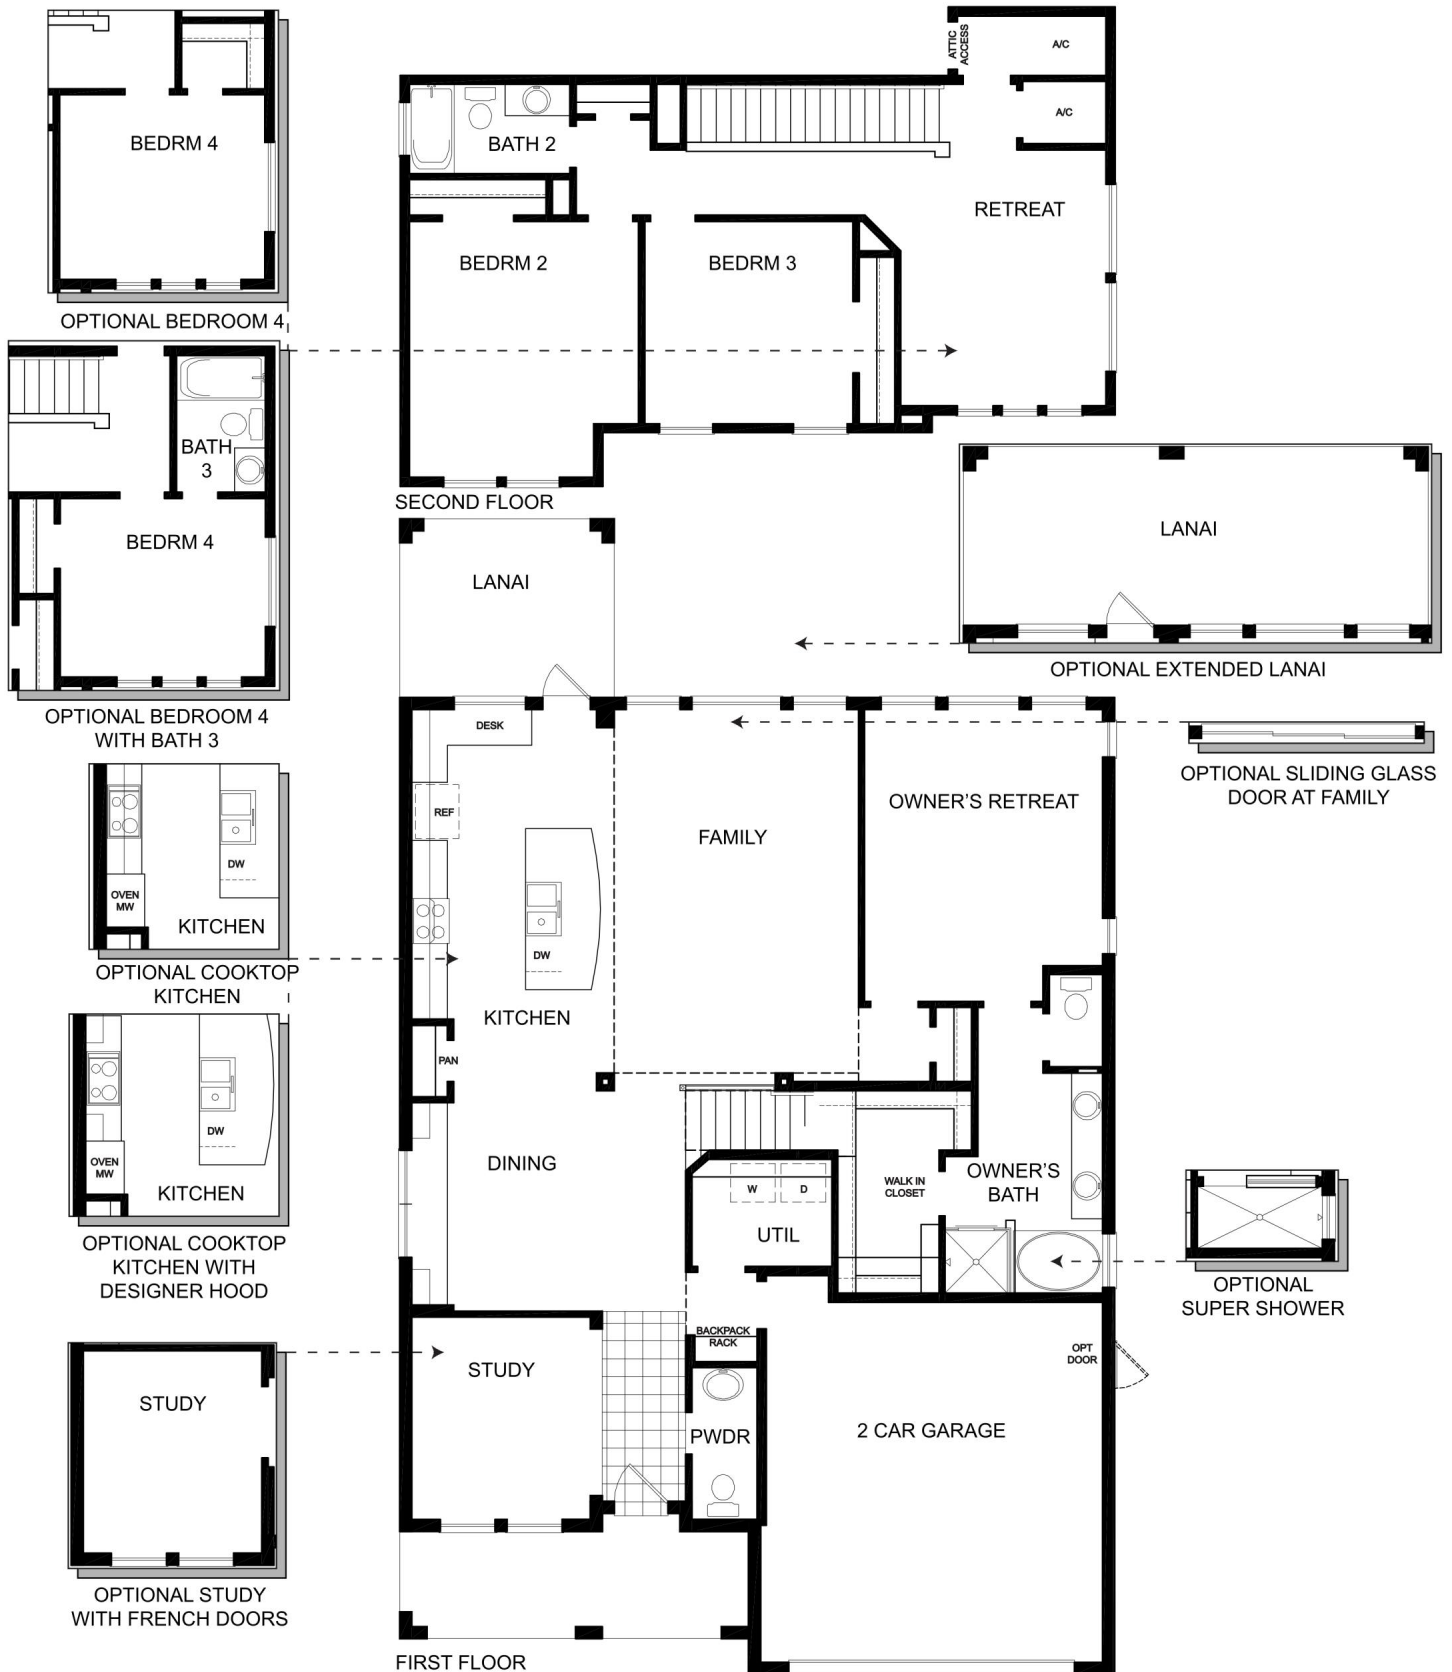 BEDRM 4
OPTIONAL BEDROOM 4
BATH
3
BEDRM 4
OPTIONAL BEDROOM 4
WITH BATH 3
OVEN
MW
DW
KITCHEN
OPTIONAL COOKTOP
KITCHEN
OVEN
MW
DW
KITCHEN
OPTIONAL COOKTOP
KITCHEN WITH
DESIGNER HOOD
STUDY
OPTIONAL STUDY
WITH FRENCH DOORS
ATTIC
ACCESS
A/C
A/C
BATH 2
RETREAT
BEDRM 2
BEDRM 3
SECOND FLOOR
LANAI
LANAI
OPTIONAL EXTENDED LANAI
DESK
REF
OWNER'S RETREAT
FAMILY
OPTIONAL SLIDING GLASS
DOOR AT FAMILY
DW
KITCHEN
PAN
DINING
W
D
UTIL
WALK IN
CLOSET
OWNER'S
BATH
OPTIONAL
SUPER SHOWER
BACKPACK
RACK
STUDY
PWDR
OPT
DOOR
2 CAR GARAGE
FIRST FLOOR